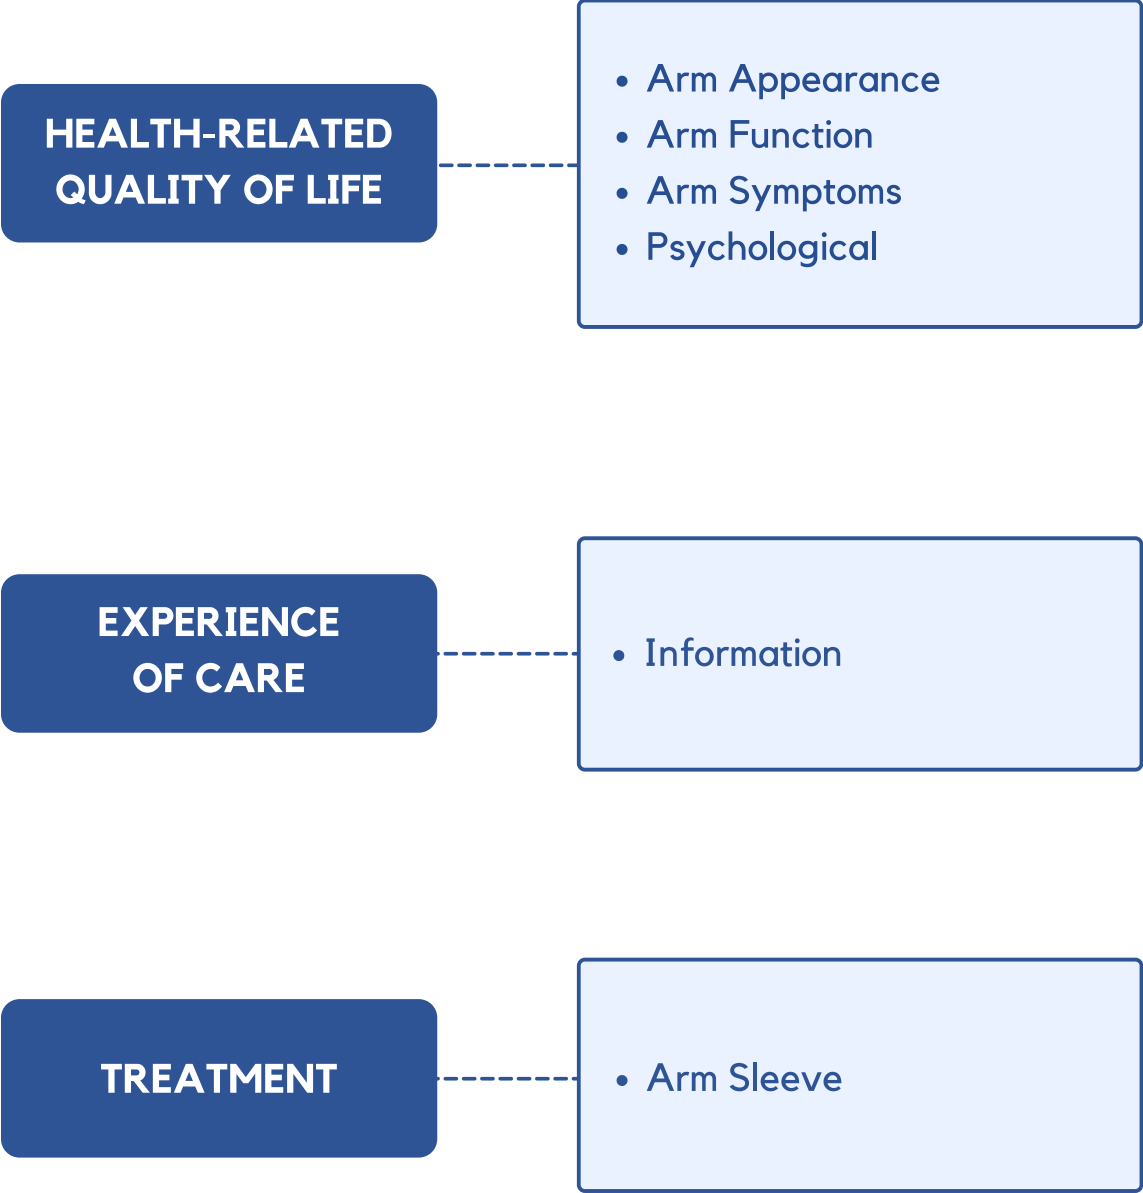 HEALTH-RELATED
QUALITY OF LIFE
• Arm Appearance
• Arm Function
• Arm Symptoms
• Psychological
EXPERIENCE
OF CARE
• Information
TREATMENT
• Arm Sleeve